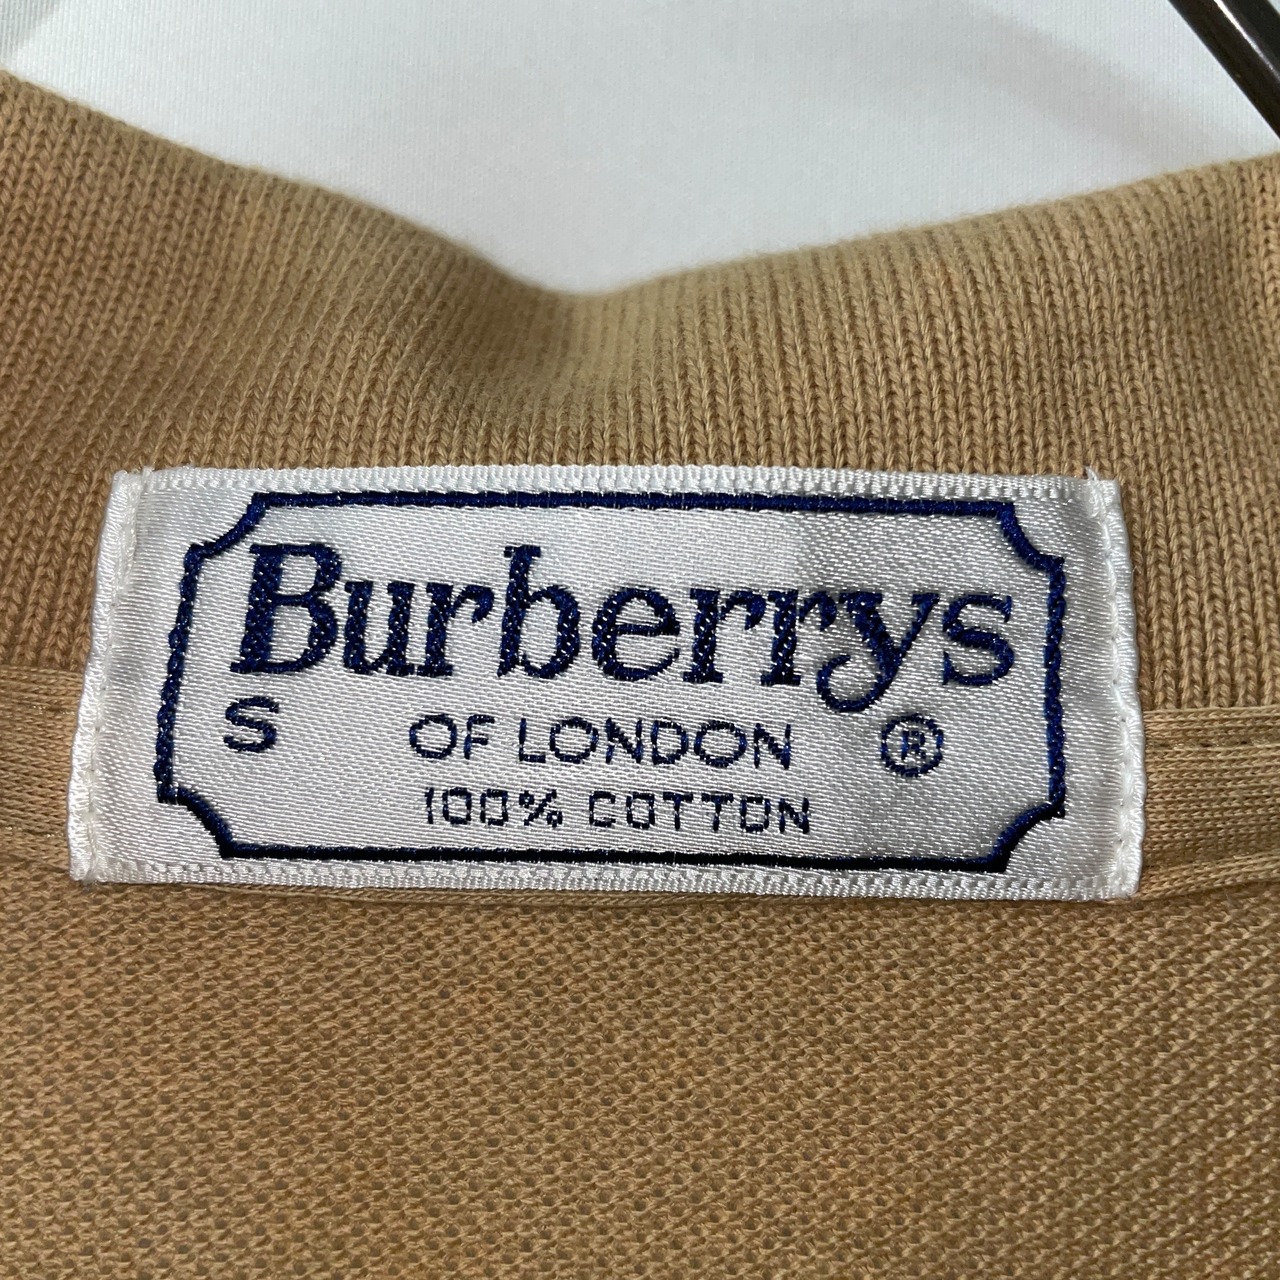 Burberrys
S OF LONDON ®
100% COTTON